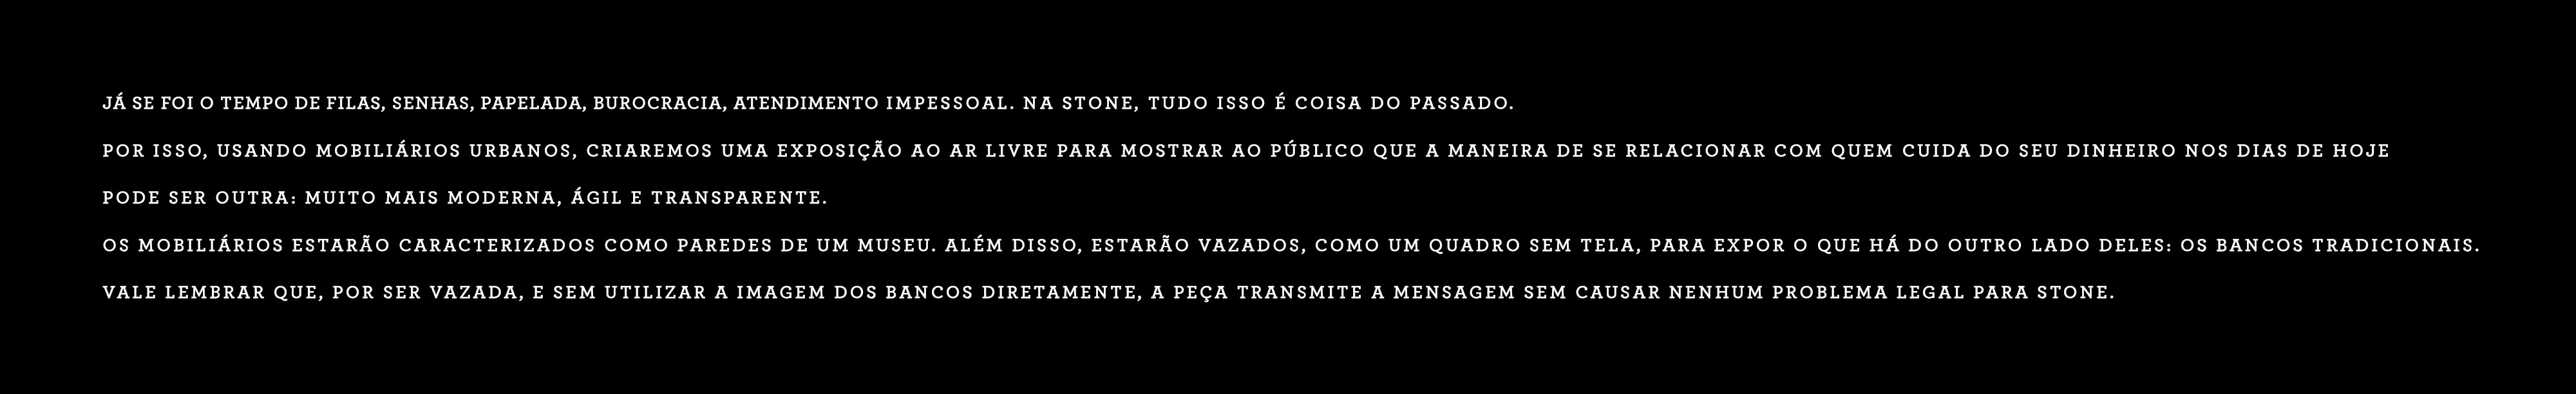 JÁ SE FOI O TEMPO DE FILAS, SENHAS, PAPELADA, BUROCRACIA, ATENDIMENTO IMPESSOAL. NA STONE, TUDO ISSO É COISA DO PASSADO.
POR ISSO, USANDO MOBILIÁRIOS URBANOS, CRIAREMOS UMA EXPOSIÇÃO AO AR LIVRE PARA MOSTRAR AO PÚBLICO QUE A MANEIRA DE SE RELACIONAR COM QUEM CUIDA DO SEU DINHEIRO NOS DIAS DE HOJE
PODE SER OUTRA: MUITO MAIS MODERNA, ÁGIL E TRANSPARENTE.
OS MOBILIÁRIOS ESTARÃO CARACTERIZADOS COMO PAREDES DE UM MUSEU. ALÉM DISSO, ESTARÃO VAZADOS, COMO UM QUADRO SEM TELA, PARA EXPOR O QUE HÁ DO OUTRO LADO DELES: OS BANCOS TRADICIONAIS.
VALE LEMBRAR QUE, POR SER VAZADA, E SEM UTILIZAR A IMAGEM DOS BANCOS DIRETAMENTE, A PEÇA TRANSMITE A MENSAGEM SEM CAUSAR NENHUM PROBLEMA LEGAL PARA STONE.